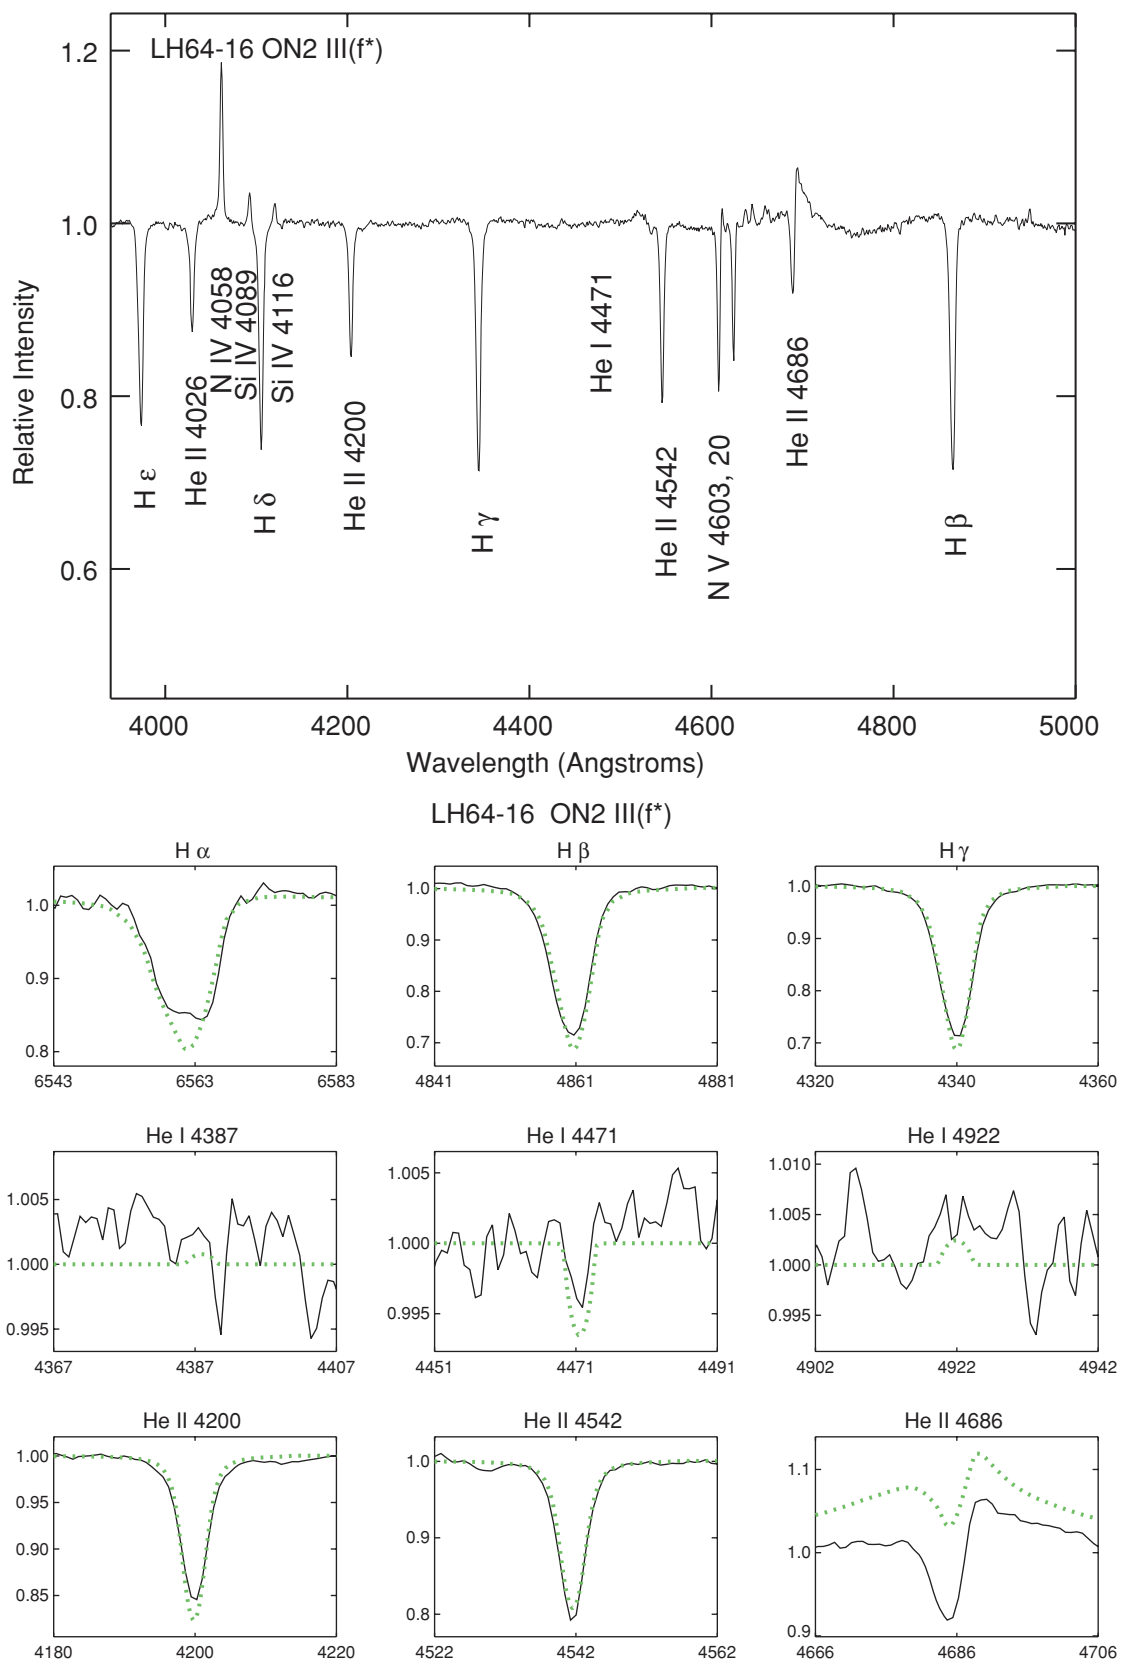 LH64-16 ON2 III(f*)
1.2
1.0
0.8
0.6
Relative Intensity
H ε
He II 4026
N IV 4058
Si IV 4089
H δ
Si IV 4116
He II 4200
H γ
He I 4471
He II 4542
N V 4603, 20
He II 4686
H β
4000 4200 4400 4600 4800 5000
Wavelength (Angstroms)
LH64-16 ON2 III(f*)
H α
1.0
0.9
0.8
6543 6563 6583
H β
1.0
0.9
0.8
0.7
4841 4861 4881
H γ
1.0
0.9
0.8
0.7
4320 4340 4360
He I 4387
1.005
1.000
0.995
4367 4387 4407
He I 4471
1.005
1.000
0.995
4451 4471 4491
He I 4922
1.010
1.005
1.000
0.995
4902 4922 4942
He II 4200
1.00
0.95
0.90
0.85
4180 4200 4220
He II 4542
1.0
0.9
0.8
4522 4542 4562
He II 4686
1.1
1.0
0.9
4666 4686 4706